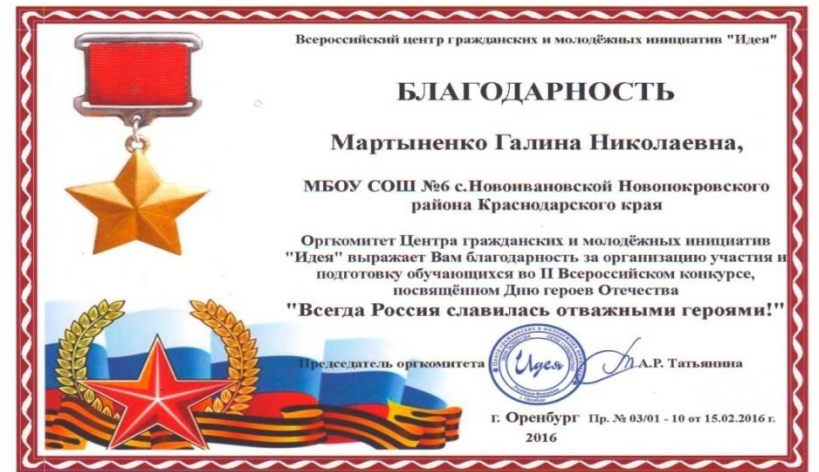 Всероссийский центр гражданских и молодёжных инициатив "Идея"
БЛАГОДАРНОСТЬ
Мартыненко Галина Николаевна,
МБОУ СОШ №6 с.Новоивановской Новопокровского
района Краснодарского края
Оргкомитет Центра гражданских и молодёжных инициатив
"Идея" выражает Вам благодарность за организацию участия и
подготовку обучающихся во II Всероссийском конкурсе,
посвящённом Дню героев Отечества
"Всегда Россия славилась отважными героями!"
Председатель оргкомитета
Идея
А.Р. Татьянина
г. Оренбург Пр. № 03/01 - 10 от 15.02.2016 г.
2016